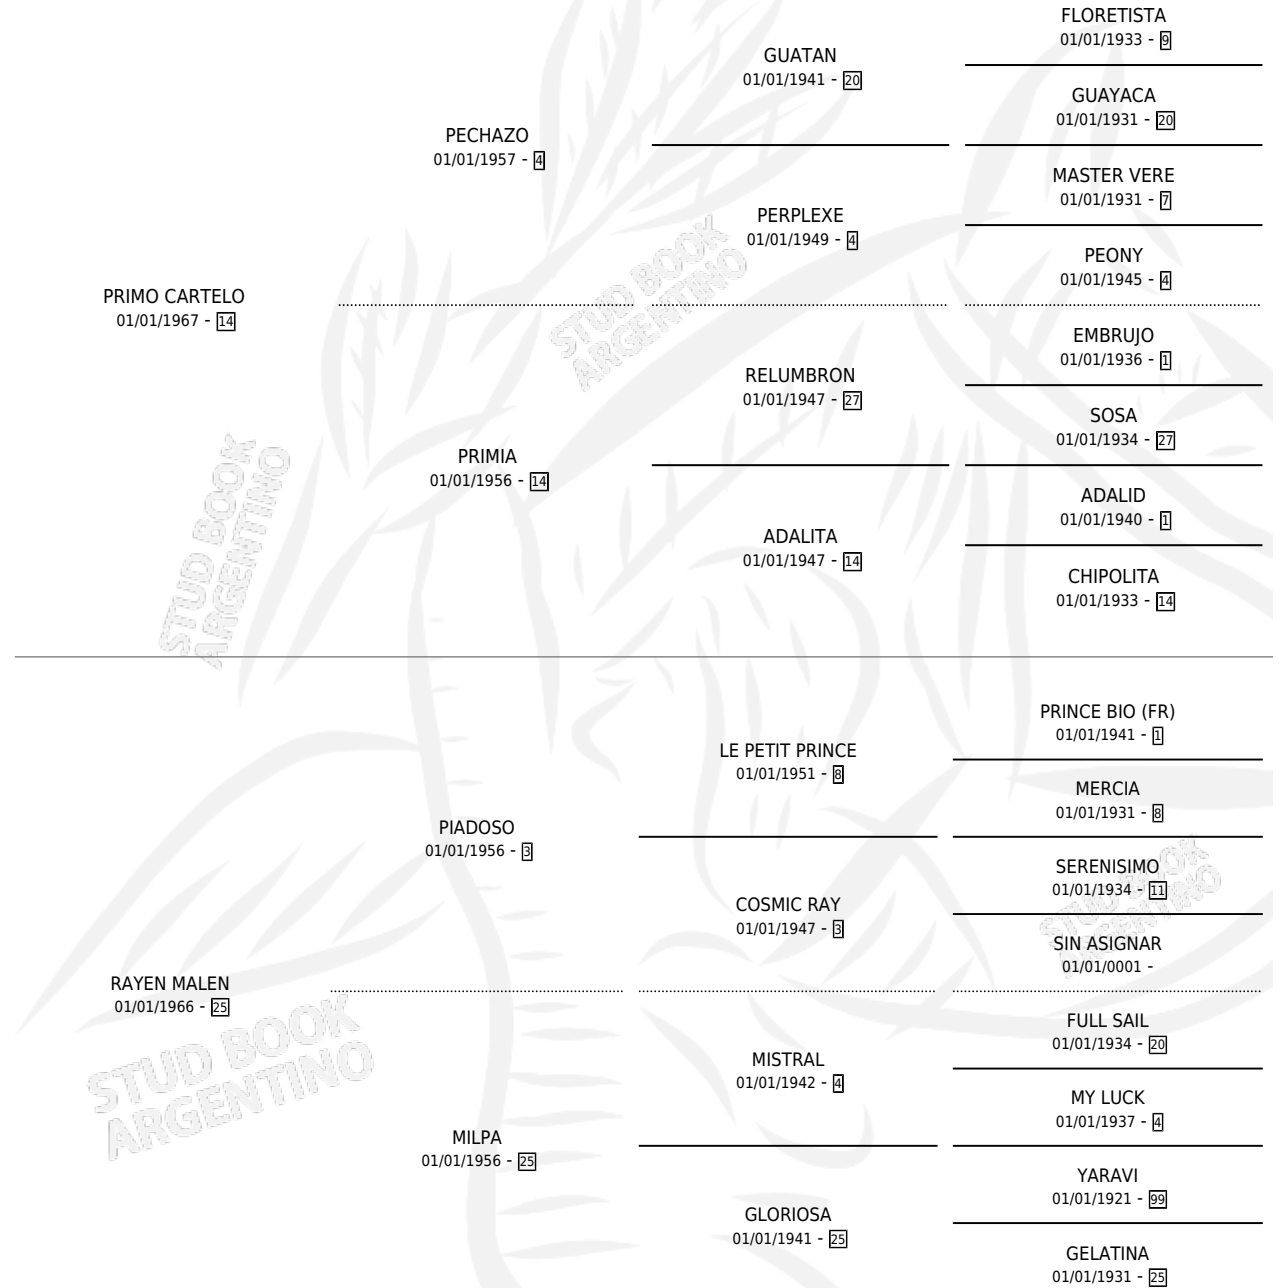 FLORETISTA
01/01/1933 - 9
GUATAN
01/01/1941 - 20
GUAYACA
01/01/1931 - 20
PECHAZO
01/01/1957 - 4
MASTER VERE
01/01/1931 - 7
PERPLEXE
01/01/1949 - 4
PEONY
01/01/1945 - 4
PRIMO CARTELO
01/01/1967 - 14
EMBRUJO
01/01/1936 - 1
RELUMBRON
01/01/1947 - 27
SOSA
01/01/1934 - 27
PRIMIA
01/01/1956 - 14
ADALID
01/01/1940 - 1
ADALITA
01/01/1947 - 14
CHIPOLITA
01/01/1933 - 14
STUD BOOK
ARGENTINO
STUD BOOK
ARGENTINO
PRINCE BIO (FR)
01/01/1941 - 1
LE PETIT PRINCE
01/01/1951 - 8
MERCIA
01/01/1931 - 8
PIADOSO
01/01/1956 - 3
SERENISIMO
01/01/1934 - 11
COSMIC RAY
01/01/1947 - 3
SIN ASIGNAR
01/01/0001 -
RAYEN MALEN
01/01/1966 - 25
FULL SAIL
01/01/1934 - 20
MISTRAL
01/01/1942 - 4
MY LUCK
01/01/1937 - 4
MILPA
01/01/1956 - 25
YARAVI
01/01/1921 - 99
GLORIOSA
01/01/1941 - 25
GELATINA
01/01/1931 - 25
STUD BOOK
ARGENTINO
STUD BOOK
ARGENTINO